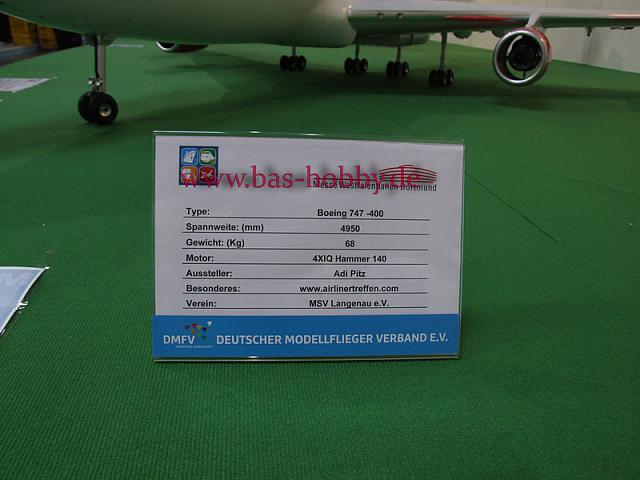 www.bas-hobby.de
Messe Westfalenhallen Dortmund
Type: Boeing 747 -400
Spannweite: (mm) 4950
Gewicht: (Kg) 68
Motor: 4XIQ Hammer 140
Aussteller: Adi Pitz
Besonderes: www.airlinertreffen.com
Verein: MSV Langenau e.V.
DMFV DEUTSCHER MODELLFLIEGER VERBAND E.V.